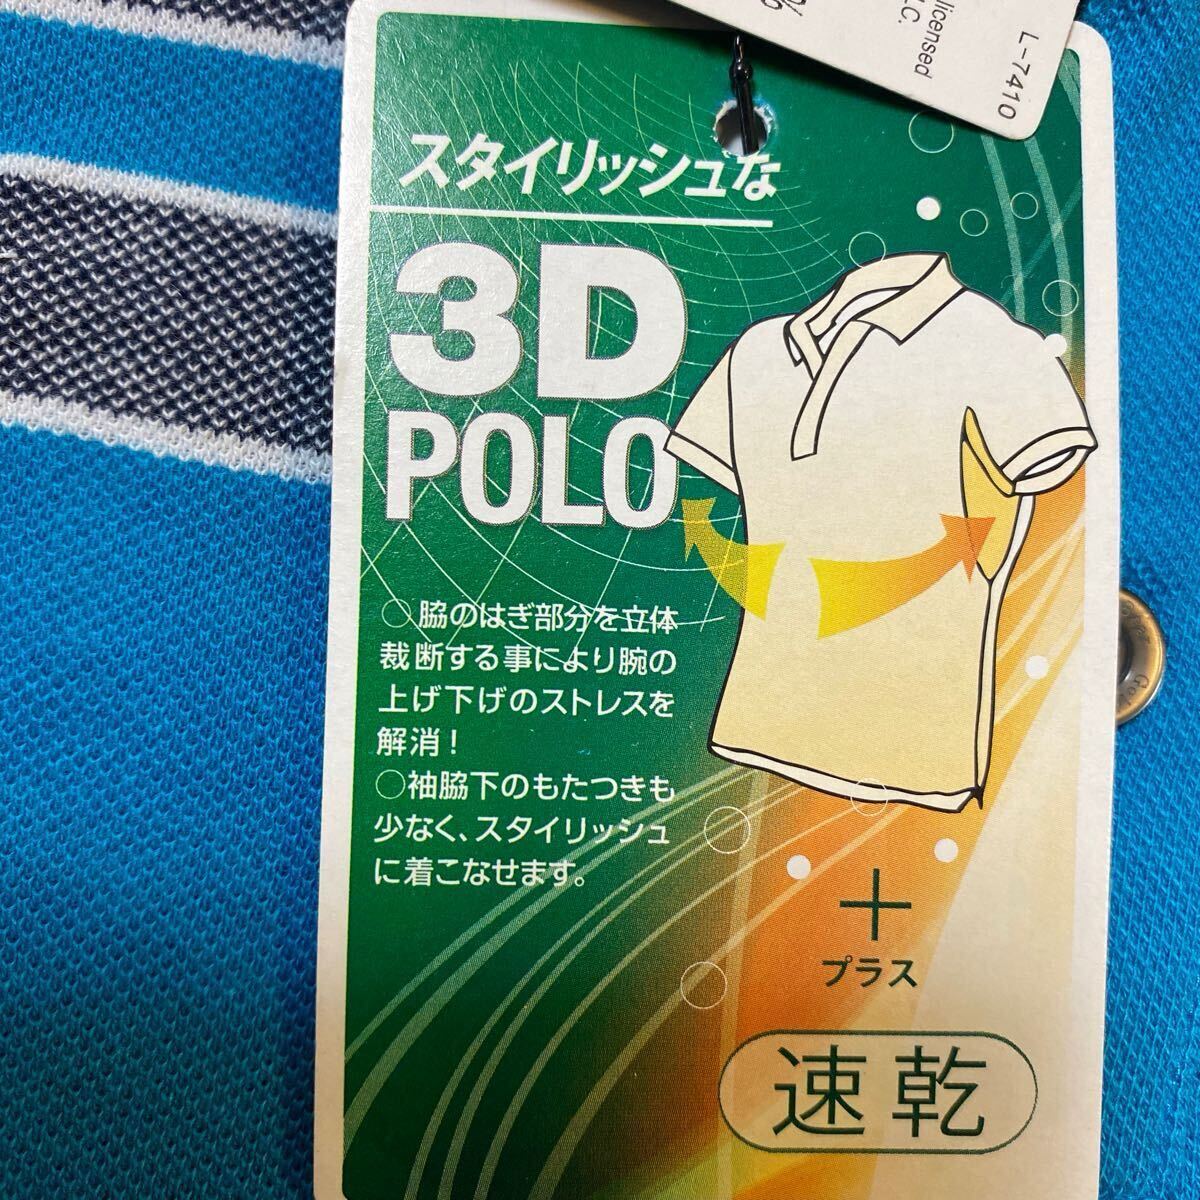 licensed
L.C.
L-7410
%
スタイリッシュな
3D
POLO
○脇のはぎ部分を立体
裁断する事により腕の
上げ下げのストレスを
解消！
○袖脇下のもたつきも
少なく、スタイリッシュ
に着こなせます。
＋
プラス
速乾